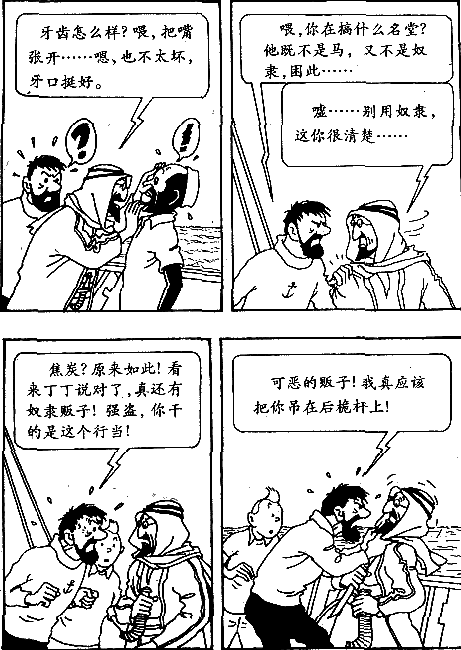 牙齿怎么样？喂，把嘴
张开……嗯、也不太坏，
牙口挺好。
?
!
喂，你在搞什么名堂？
他既不是马，又不是奴
隶，因此……
嘘……别用奴隶，
这你很清楚……
焦炭？原来如此！看
来丁丁说对了，真还有
奴隶贩子！强盗，你干
的是这个行当！
可恶的贩子！我真应该
把你吊在后桅杆上！